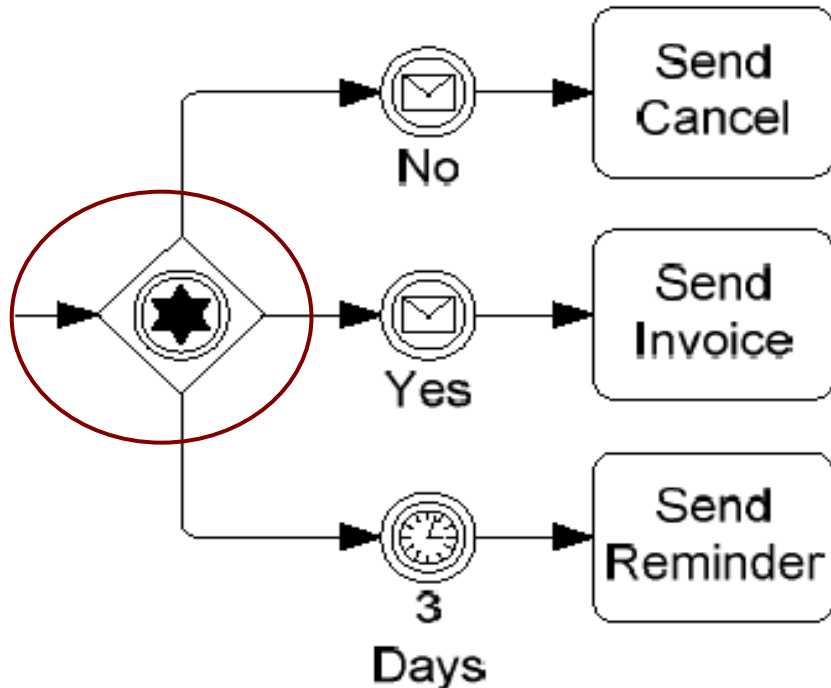 Send
Cancel
No
Send
Invoice
Yes
Send
Reminder
3
Days